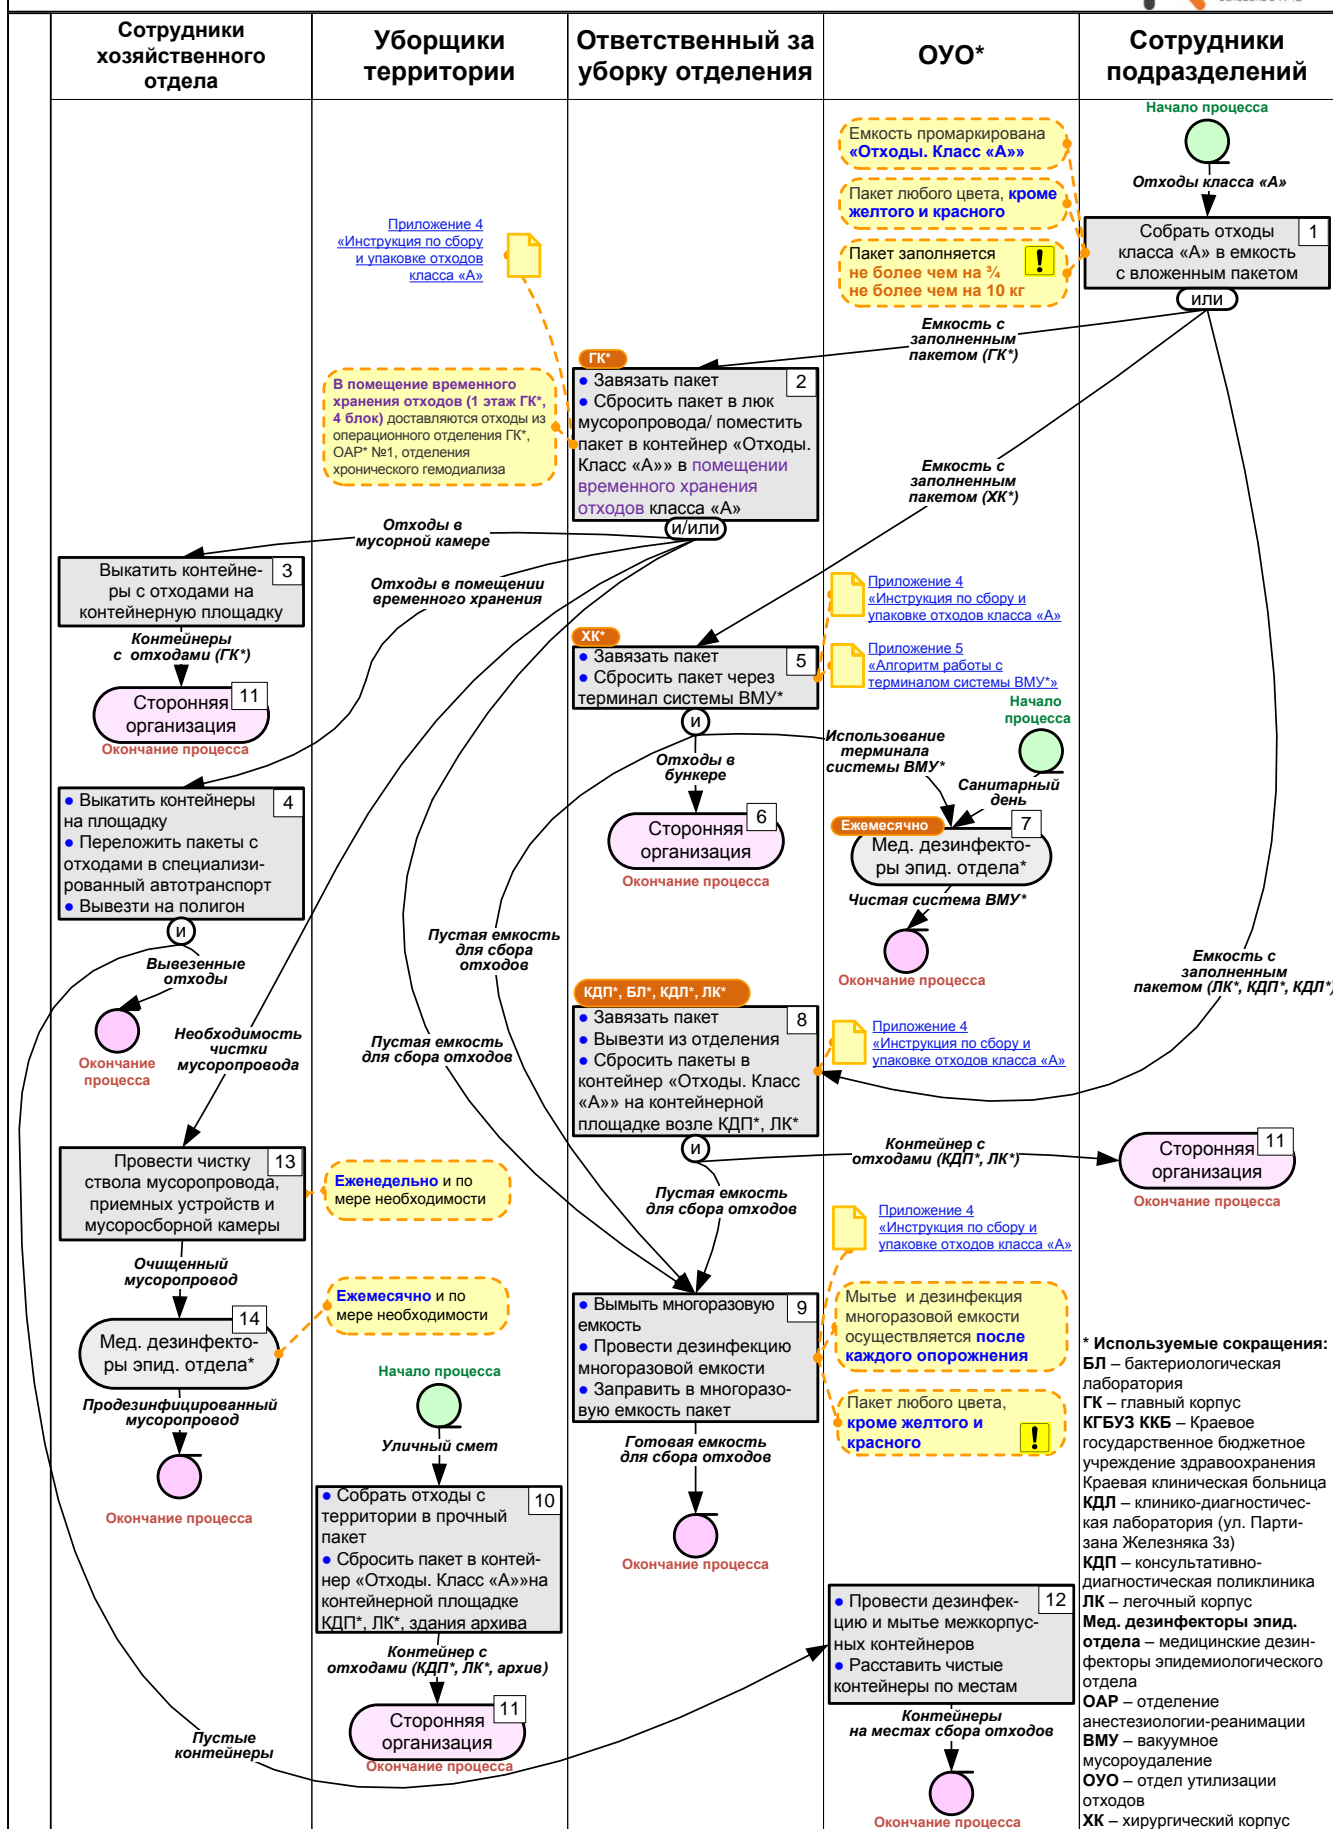 Сотрудники
хозяйственного
отдела
Уборщики
территории
Ответственный за
уборку отделения
ОУО*
Сотрудники
подразделений
Начало процесса
Отходы класса «А»
Емкость промаркирована
«Отходы. Класс «А»»
Пакет любого цвета, кроме
желтого и красного
Пакет заполняется
не более чем на ¾
не более чем на 10 кг
!
1
Собрать отходы
класса «А» в емкость
с вложенным пакетом
или
Приложение 4
«Инструкция по сбору
и упаковке отходов
класса «А»
Емкость с
заполненным
пакетом (ГК*)
В помещение временного
хранения отходов (1 этаж ГК*,
4 блок) доставляются отходы из
операционного отделения ГК*,
ОАР* №1, отделения
хронического гемодиализа
ГК*
2
• Завязать пакет
• Сбросить пакет в люк
мусоропровода/ поместить
пакет в контейнер «Отходы.
Класс «А»» в помещении
временного хранения
отходов класса «А»
и/или
Емкость с
заполненным
пакетом (ХК*)
Отходы в
мусорной камере
Отходы в помещении
временного хранения
3
Выкатить контейне-
ры с отходами на
контейнерную площадку
Контейнеры
с отходами (ГК*)
11
Сторонняя
организация
Окончание процесса
ХК*
5
• Завязать пакет
• Сбросить пакет через
терминал системы ВМУ*
и
Приложение 4
«Инструкция по сбору и
упаковке отходов класса «А»
Приложение 5
«Алгоритм работы с
терминалом системы ВМУ*»
Начало
процесса
Использование
терминала
системы ВМУ*
Санитарный
день
Отходы в
бункере
6
Сторонняя
организация
Окончание процесса
Ежемесячно
7
Мед. дезинфекто-
ры эпид. отдела*
Чистая система ВМУ*
Окончание процесса
4
• Выкатить контейнеры
на площадку
• Переложить пакеты с
отходами в специализи-
рованный автотранспорт
• Вывезти на полигон
и
Вывезенные
отходы
Окончание
процесса
Необходимость
чистки
мусоропровода
Пустая емкость
для сбора
отходов
Пустая емкость
для сбора отходов
Емкость с
заполненным
пакетом (ЛК*, КДП*, КДЛ*)
КДП*, БЛ*, КДЛ*, ЛК*
8
• Завязать пакет
• Вывезти из отделения
• Сбросить пакеты в
контейнер «Отходы. Класс
«А»» на контейнерной
площадке возле КДП*, ЛК*
и
Приложение 4
«Инструкция по сбору и
упаковке отходов класса «А»
Контейнер с
отходами (КДП*, ЛК*)
11
Сторонняя
организация
Окончание процесса
Пустая емкость
для сбора отходов
13
Провести чистку
ствола мусоропровода,
приемных устройств и
мусоросборной камеры
Еженедельно и по
мере необходимости
Очищенный
мусоропровод
14
Мед. дезинфекто-
ры эпид. отдела*
Ежемесячно и по
мере необходимости
Продезинфицированный
мусоропровод
Окончание процесса
Приложение 4
«Инструкция по сбору и
упаковке отходов класса «А»
9
• Вымыть многоразовую
емкость
• Провести дезинфекцию
многоразовой емкости
• Заправить в многоразо-
вую емкость пакет
Мытье и дезинфекция
многоразовой емкости
осуществляется после
каждого опорожнения
Пакет любого цвета,
кроме желтого и
красного
!
Готовая емкость
для сбора отходов
Окончание процесса
Начало процесса
Уличный смет
10
• Собрать отходы с
территории в прочный
пакет
• Сбросить пакет в контей-
нер «Отходы. Класс «А»»на
контейнерной площадке
КДП*, ЛК*, здания архива
Контейнер с
отходами (КДП*, ЛК*, архив)
11
Сторонняя
организация
Окончание процесса
Пустые
контейнеры
12
• Провести дезинфек-
цию и мытье межкорпус-
ных контейнеров
• Расставить чистые
контейнеры по местам
Контейнеры
на местах сбора отходов
Окончание процесса
* Используемые сокращения:
БЛ – бактериологическая
лаборатория
ГК – главный корпус
КГБУЗ ККБ – Краевое
государственное бюджетное
учреждение здравоохранения
Краевая клиническая больница
КДЛ – клинико-диагностичес-
кая лаборатория (ул. Парти-
зана Железняка 3з)
КДП – консультативно-
диагностическая поликлиника
ЛК – легочный корпус
Мед. дезинфекторы эпид.
отдела – медицинские дезин-
фекторы эпидемиологического
отдела
ОАР – отделение
анестезиологии-реанимации
ВМУ – вакуумное
мусороудаление
ОУО – отдел утилизации
отходов
ХК – хирургический корпус